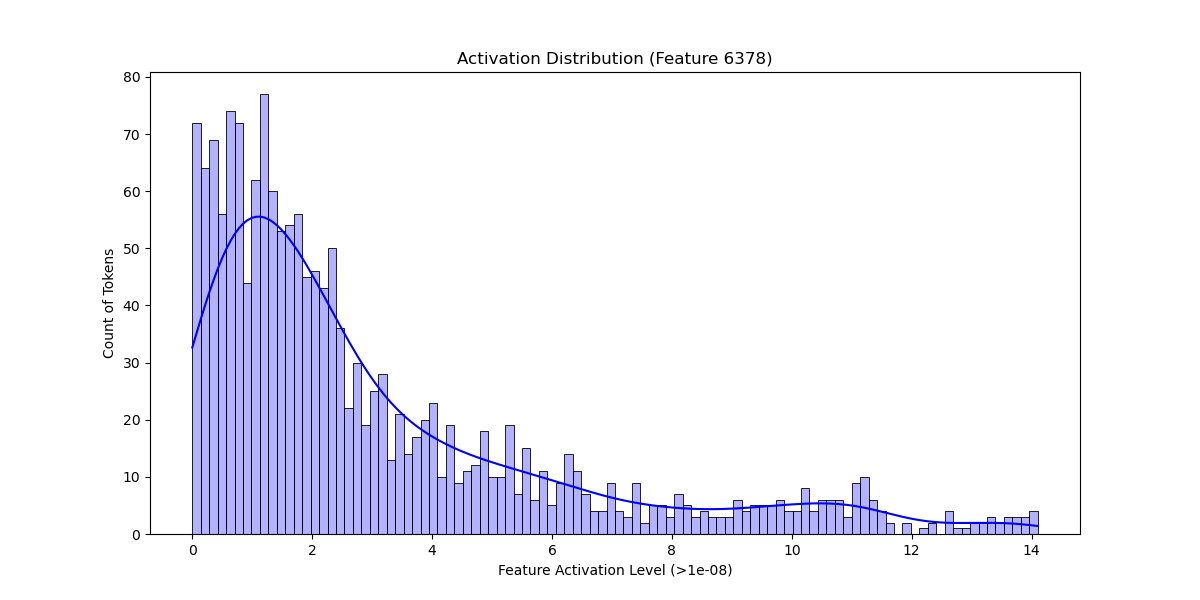 Activation Distribution (Feature 6378)
80
70
60
50
40
30
20
10
0
Count of Tokens
0 2 4 6 8 10 12 14
Feature Activation Level (>1e-08)